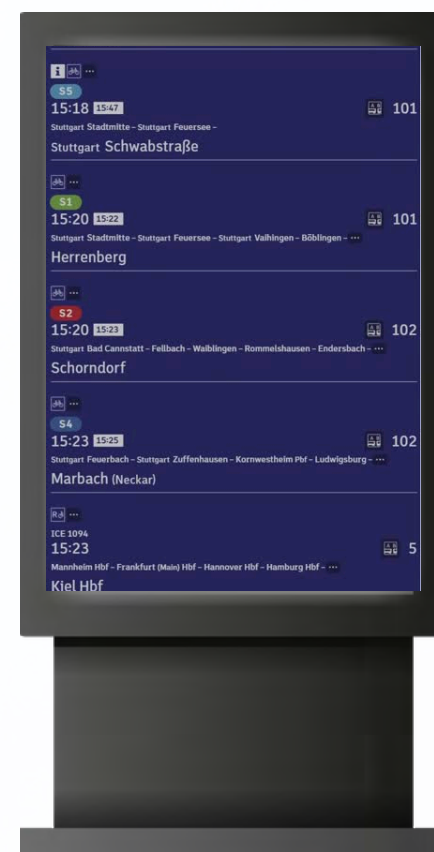 i ...
S5
15:18 15:47 101
Stuttgart Stadtmitte – Stuttgart Feuersee –
Stuttgart Schwabstraße
...
S1
15:20 15:22 101
Stuttgart Stadtmitte – Stuttgart Feuersee – Stuttgart Vaihingen – Böblingen – ...
Herrenberg
...
S2
15:20 15:23 102
Stuttgart Bad Cannstatt – Fellbach – Waiblingen – Rommelshausen – Endersbach – ...
Schorndorf
...
S4
15:23 15:25 102
Stuttgart Feuerbach – Stuttgart Zuffenhausen – Kornwestheim Pbf – Ludwigsburg – ...
Marbach (Neckar)
R ...
ICE 1094
15:23 5
Mannheim Hbf – Frankfurt (Main) Hbf – Hannover Hbf – Hamburg Hbf – ...
Kiel Hbf